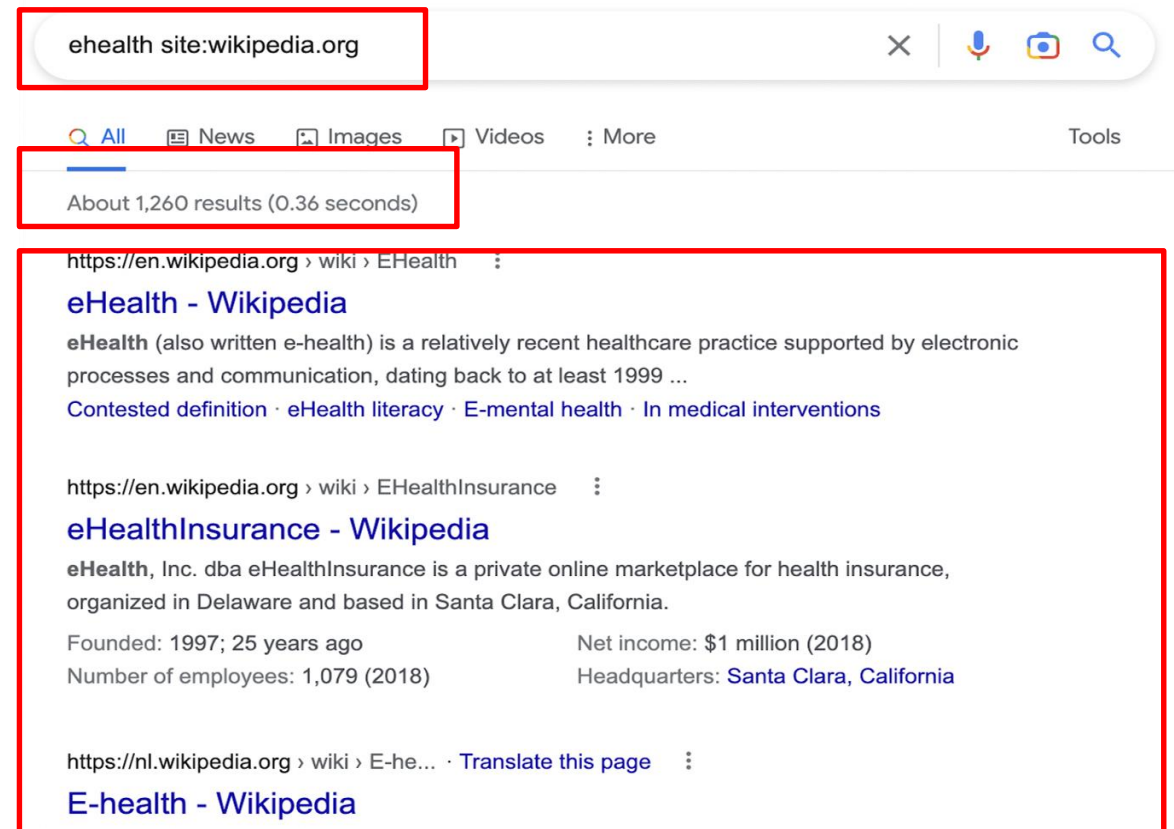 ehealth site:wikipedia.org
All News Images Videos More Tools
About 1,260 results (0.36 seconds)
https://en.wikipedia.org › wiki › EHealth
eHealth - Wikipedia
eHealth (also written e-health) is a relatively recent healthcare practice supported by electronic
processes and communication, dating back to at least 1999 ...
Contested definition · eHealth literacy · E-mental health · In medical interventions
https://en.wikipedia.org › wiki › EHealthInsurance
eHealthInsurance - Wikipedia
eHealth, Inc. dba eHealthInsurance is a private online marketplace for health insurance,
organized in Delaware and based in Santa Clara, California.
Founded: 1997; 25 years ago Net income: $1 million (2018)
Number of employees: 1,079 (2018) Headquarters: Santa Clara, California
https://nl.wikipedia.org › wiki › E-he... · Translate this page
E-health - Wikipedia